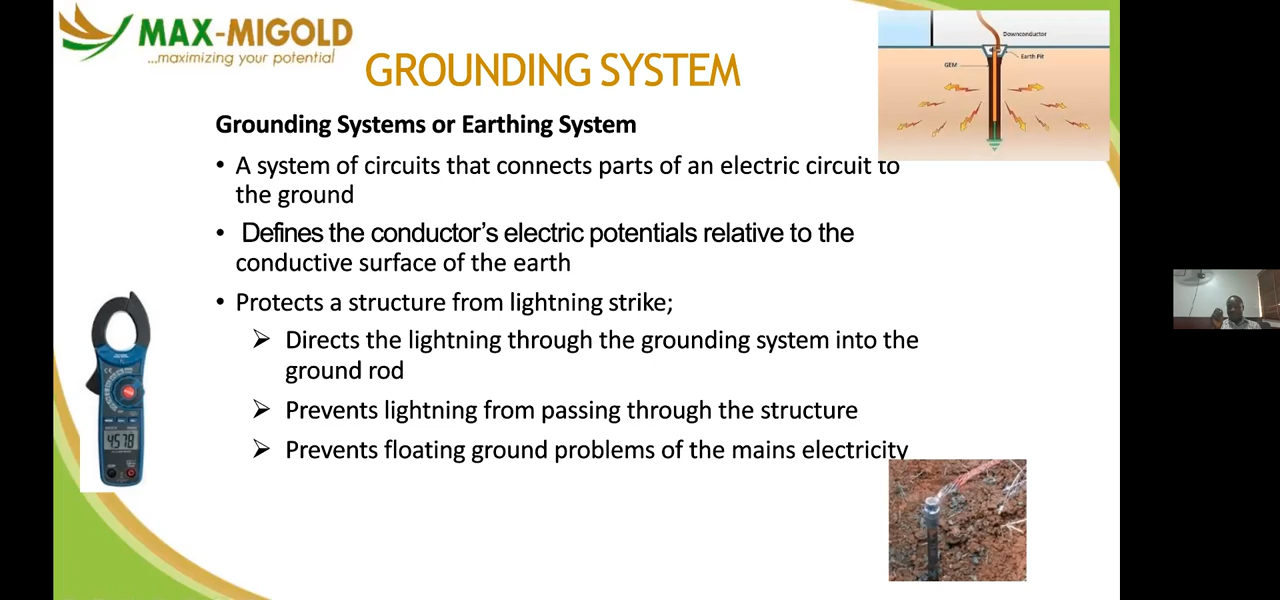 MAX-MIGOLD
...maximizing your potential
GROUNDING SYSTEM
Downconductor
Earth Pit
GEM
Grounding Systems or Earthing System
• A system of circuits that connects parts of an electric circuit to
the ground
• Defines the conductor’s electric potentials relative to the
conductive surface of the earth
• Protects a structure from lightning strike;
➢ Directs the lightning through the grounding system into the
ground rod
➢ Prevents lightning from passing through the structure
➢ Prevents floating ground problems of the mains electricity
4578